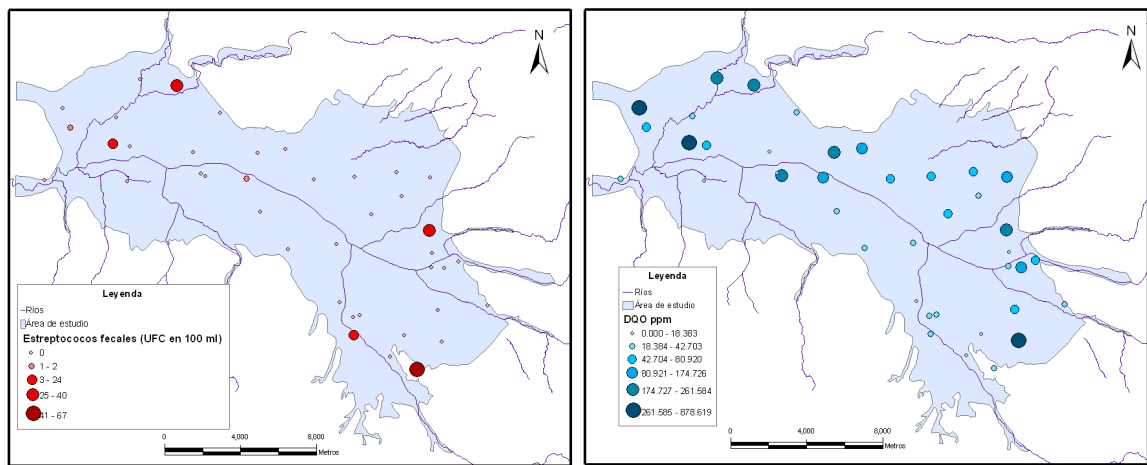 N
Leyenda
Ríos
Área de estudio
Estreptococos fecales (UFC en 100 ml)
0
1 - 2
3 - 24
25 - 40
41 - 67
0 4,000 8,000
Metros
N
Leyenda
Ríos
Área de estudio
DQO ppm
0.000 - 18.383
18.384 - 42.703
42.704 - 80.920
80.921 - 174.726
174.727 - 261.584
261.585 - 878.619
0 4,000 8,000
Metros